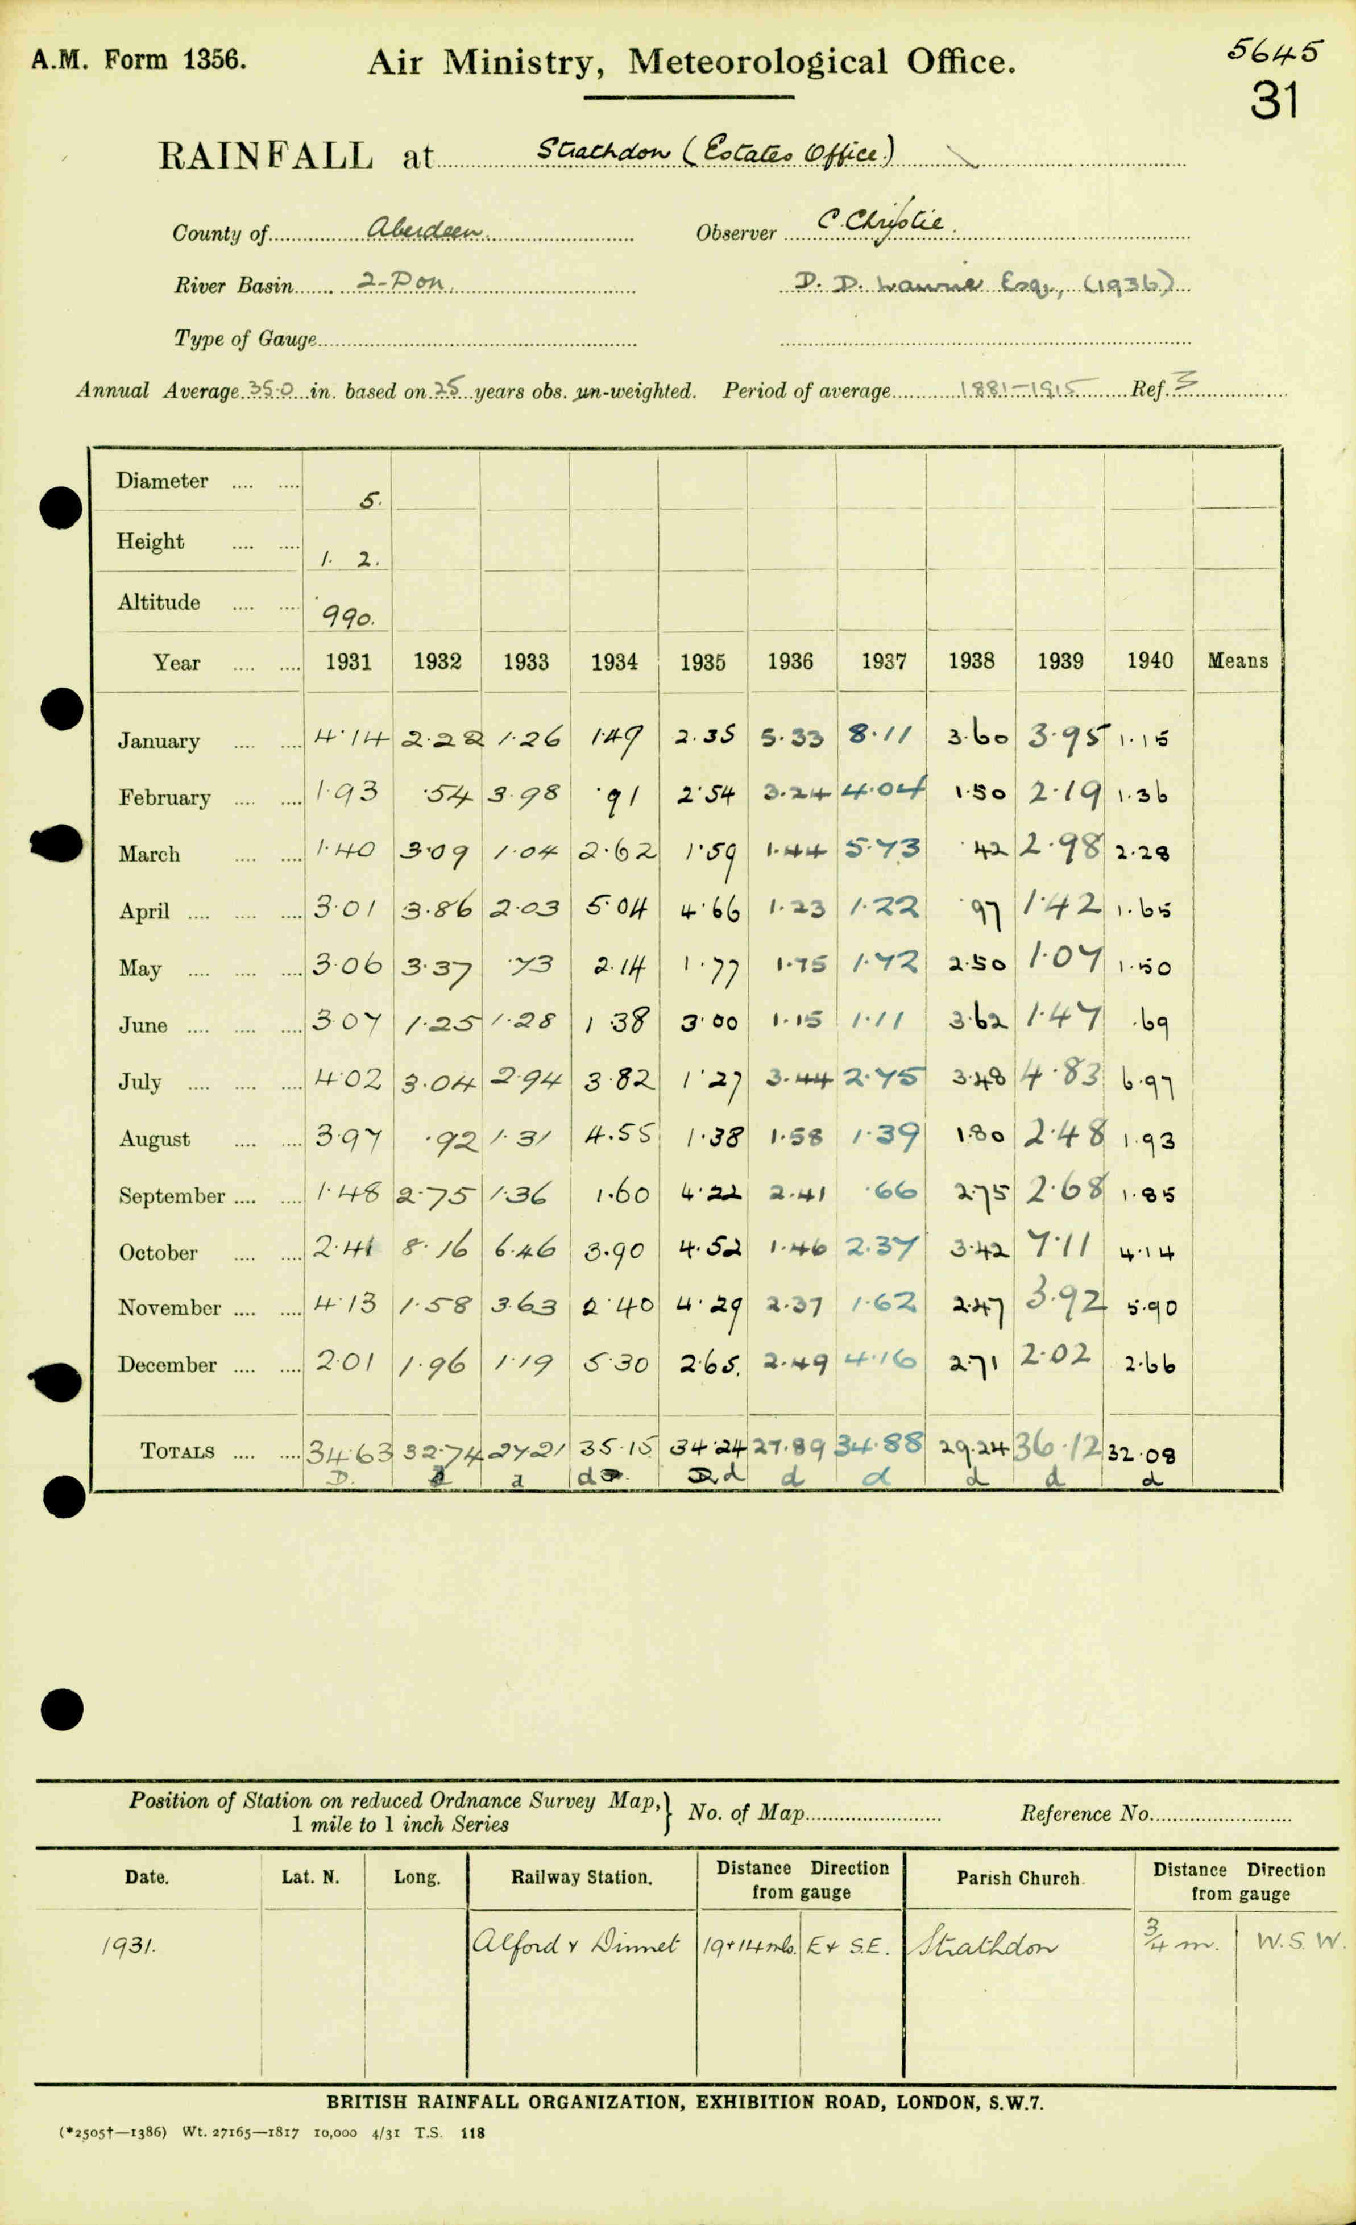 A.M. Form 1356.
Air Ministry, Meteorological Office.
5645
31
RAINFALL at Strathdon (Estates Office)
County of Aberdeen
Observer C. Christie.
River Basin 2-Don.
D. D. Lawrie Esq., (1936)
Type of Gauge
Annual Average 35.0 in. based on 25 years obs. un-weighted. Period of average 1881-1915 Ref. 3
Diameter 5.
Height 1. 2.
Altitude 990.
Year 1931 1932 1933 1934 1935 1936 1937 1938 1939 1940 Means
January 4.14 2.22 1.26 1.49 2.35 5.33 8.11 3.60 3.95 1.15
February 1.93 .54 3.98 .91 2.54 3.24 4.04 1.50 2.19 1.36
March 1.40 3.09 1.04 2.62 1.59 1.44 5.73 .42 2.98 2.28
April 3.01 3.86 2.03 5.04 4.66 1.23 1.22 .97 1.42 1.65
May 3.06 3.37 .73 2.14 1.77 1.75 1.72 2.50 1.07 1.50
June 3.07 1.25 1.28 1.38 3.00 1.15 1.11 3.62 1.47 .69
July 4.02 3.04 2.94 3.82 1.27 3.44 2.75 3.48 4.83 6.97
August 3.97 .92 1.31 4.55 1.38 1.58 1.39 1.80 2.48 1.93
September 1.48 2.75 1.36 1.60 4.22 2.41 .66 2.75 2.68 1.85
October 2.41 8.16 6.46 3.90 4.52 1.46 2.37 3.42 7.11 4.14
November 4.13 1.58 3.63 2.40 4.29 2.37 1.62 2.47 3.92 5.90
December 2.01 1.96 1.19 5.30 2.65. 2.49 4.16 2.71 2.02 2.66
TOTALS 34.63 32.74 27.21 35.15 34.24 27.89 34.88 29.24 36.12 32.08
D. d d d d d d d d
Position of Station on reduced Ordnance Survey Map, 1 mile to 1 inch Series } No. of Map Reference No.
Date. Lat. N. Long. Railway Station. Distance Direction from gauge Parish Church. Distance Direction from gauge
1931. Alford & Dinnet 19 & 14 mls. E & S.E. Strathdon 3/4 m. W.S.W.
BRITISH RAINFALL ORGANIZATION, EXHIBITION ROAD, LONDON, S.W.7.
(*2505†—1386) Wt. 27165—1817 10,000 4/31 T.S. 118